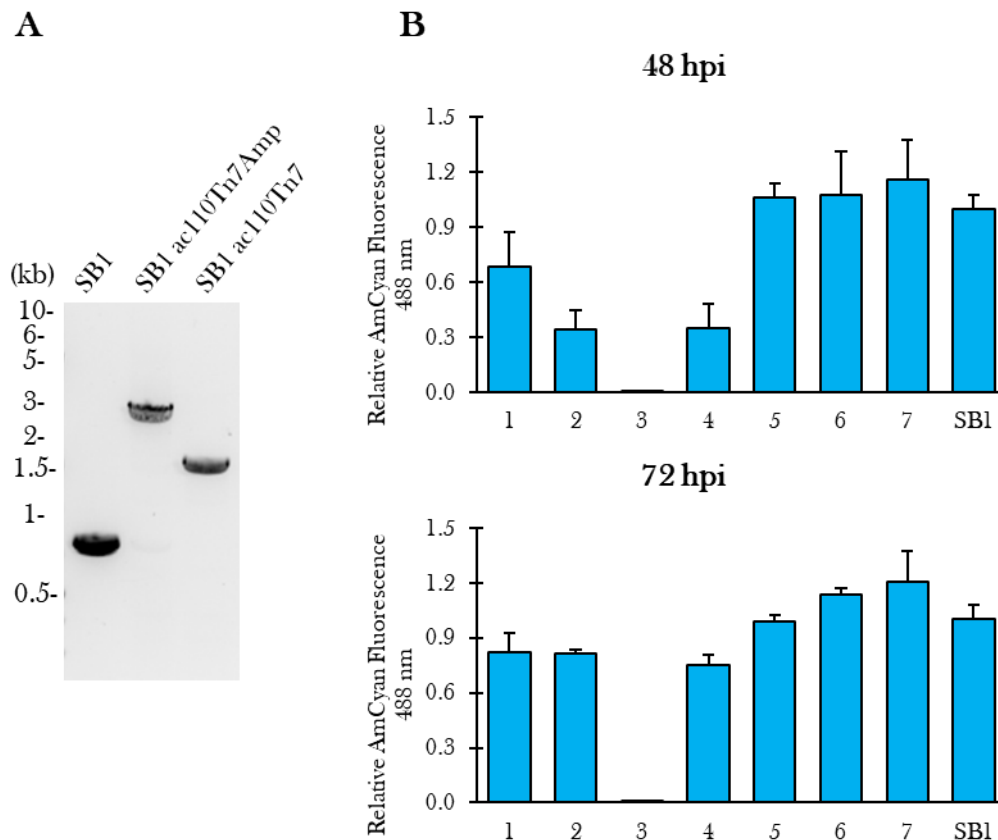 A
(kb)
SB1
SB1 ac110Tn7Amp
SB1 ac110Tn7
10-
6-
5-
3-
2-
1.5-
1-
0.5-
B
48 hpi
Relative AmCyan Fluorescence
488 nm
1.5
1.2
0.9
0.6
0.3
0.0
1 2 3 4 5 6 7 SB1
72 hpi
Relative AmCyan Fluorescence
488 nm
1.5
1.2
0.9
0.6
0.3
0.0
1 2 3 4 5 6 7 SB1